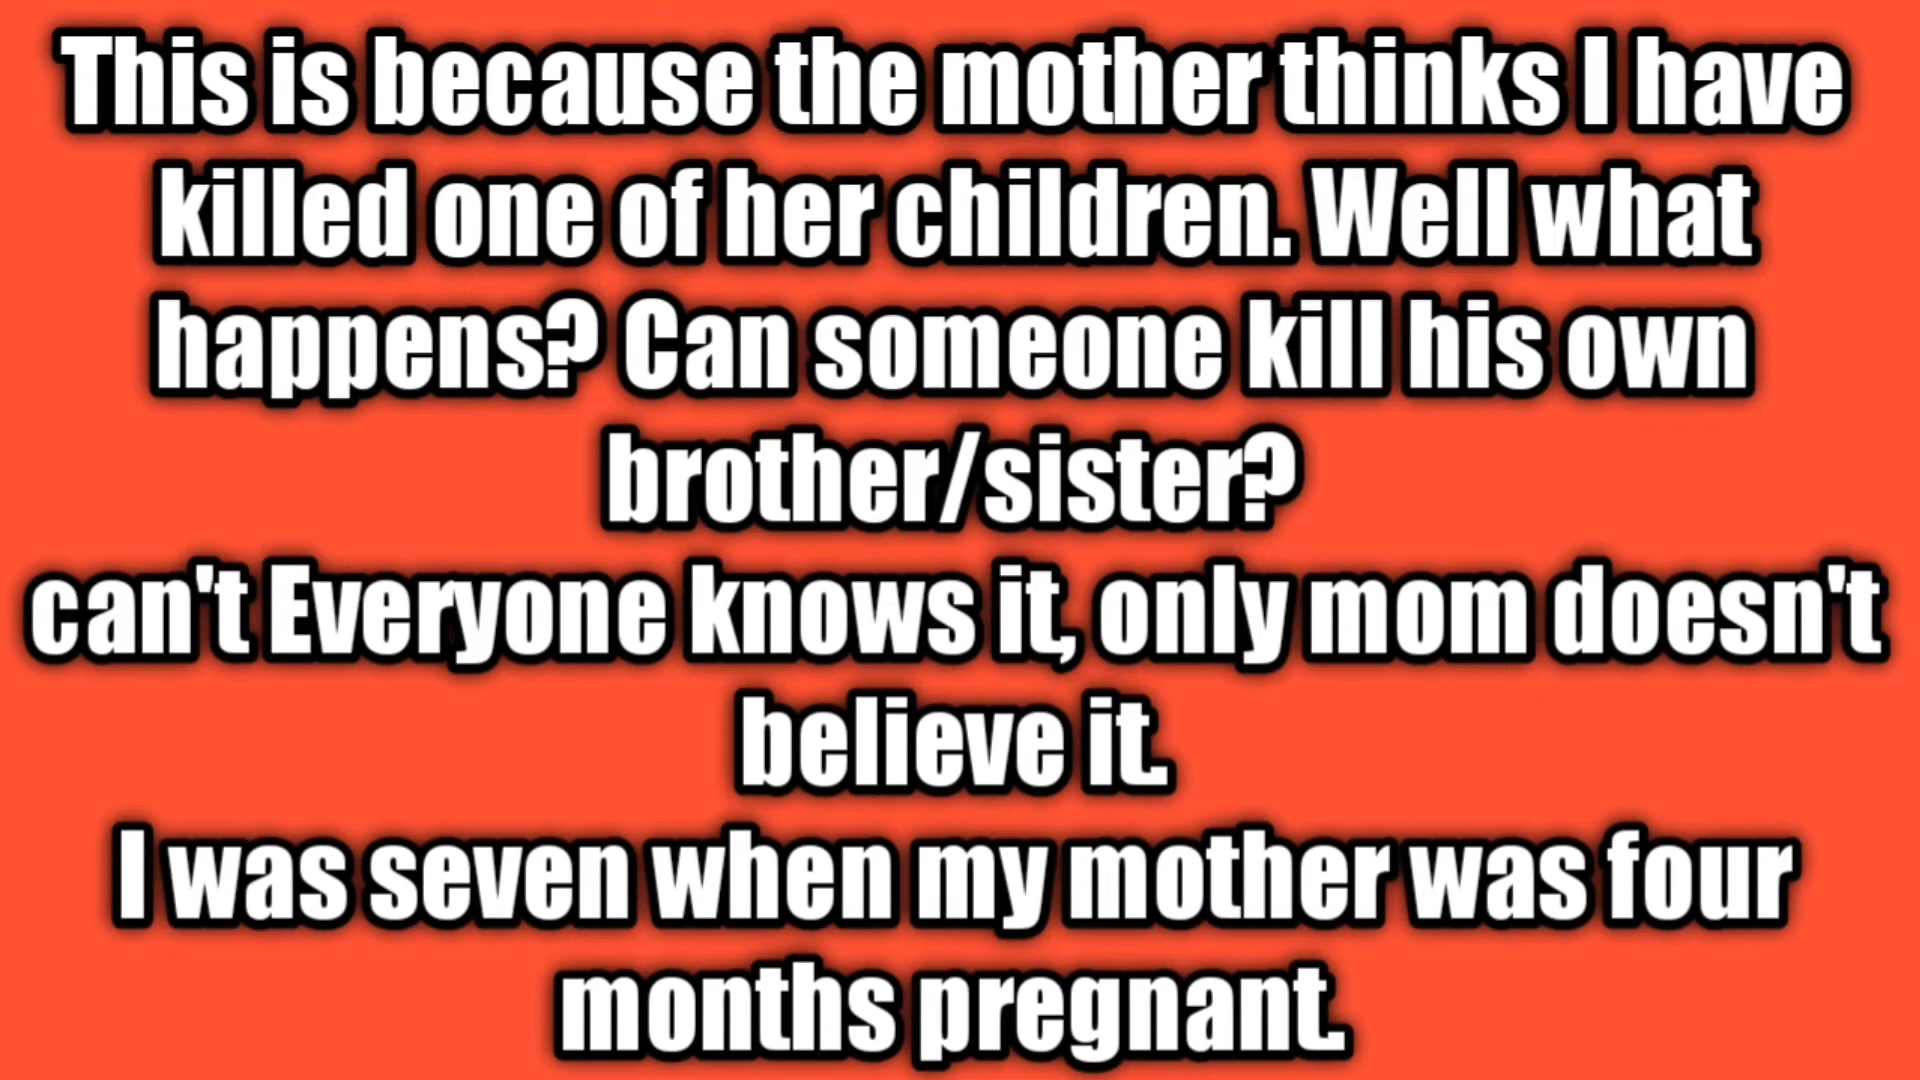 This is because the mother thinks I have
killed one of her children. Well what
happens? Can someone kill his own
brother/sister?
can't Everyone knows it, only mom doesn't
believe it.
I was seven when my mother was four
months pregnant.